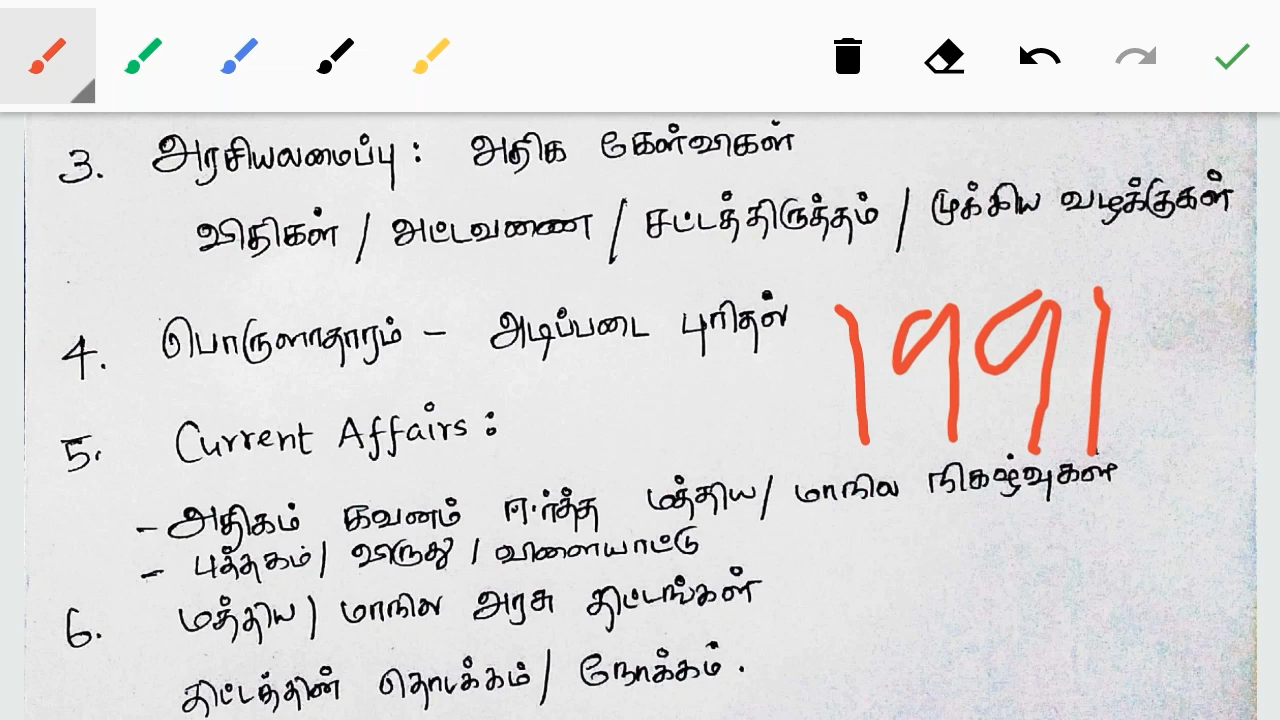 3. அரசியலமைப்பு : அதிக கேள்விகள்
விதிகள் / அட்டவணை / சட்டத்திருத்தம் / முக்கிய வழக்குகள்
4. பொருளாதாரம் - அடிப்படை புரிதல் 1991
5. Current Affairs :
- அதிகம் கவனம் ஈர்த்த மத்திய / மாநில நிகழ்வுகள்
- புத்தகம் / விருது / விளையாட்டு
6. மத்திய / மாநில அரசு திட்டங்கள்
திட்டத்தின் தொடக்கம் / நோக்கம் .